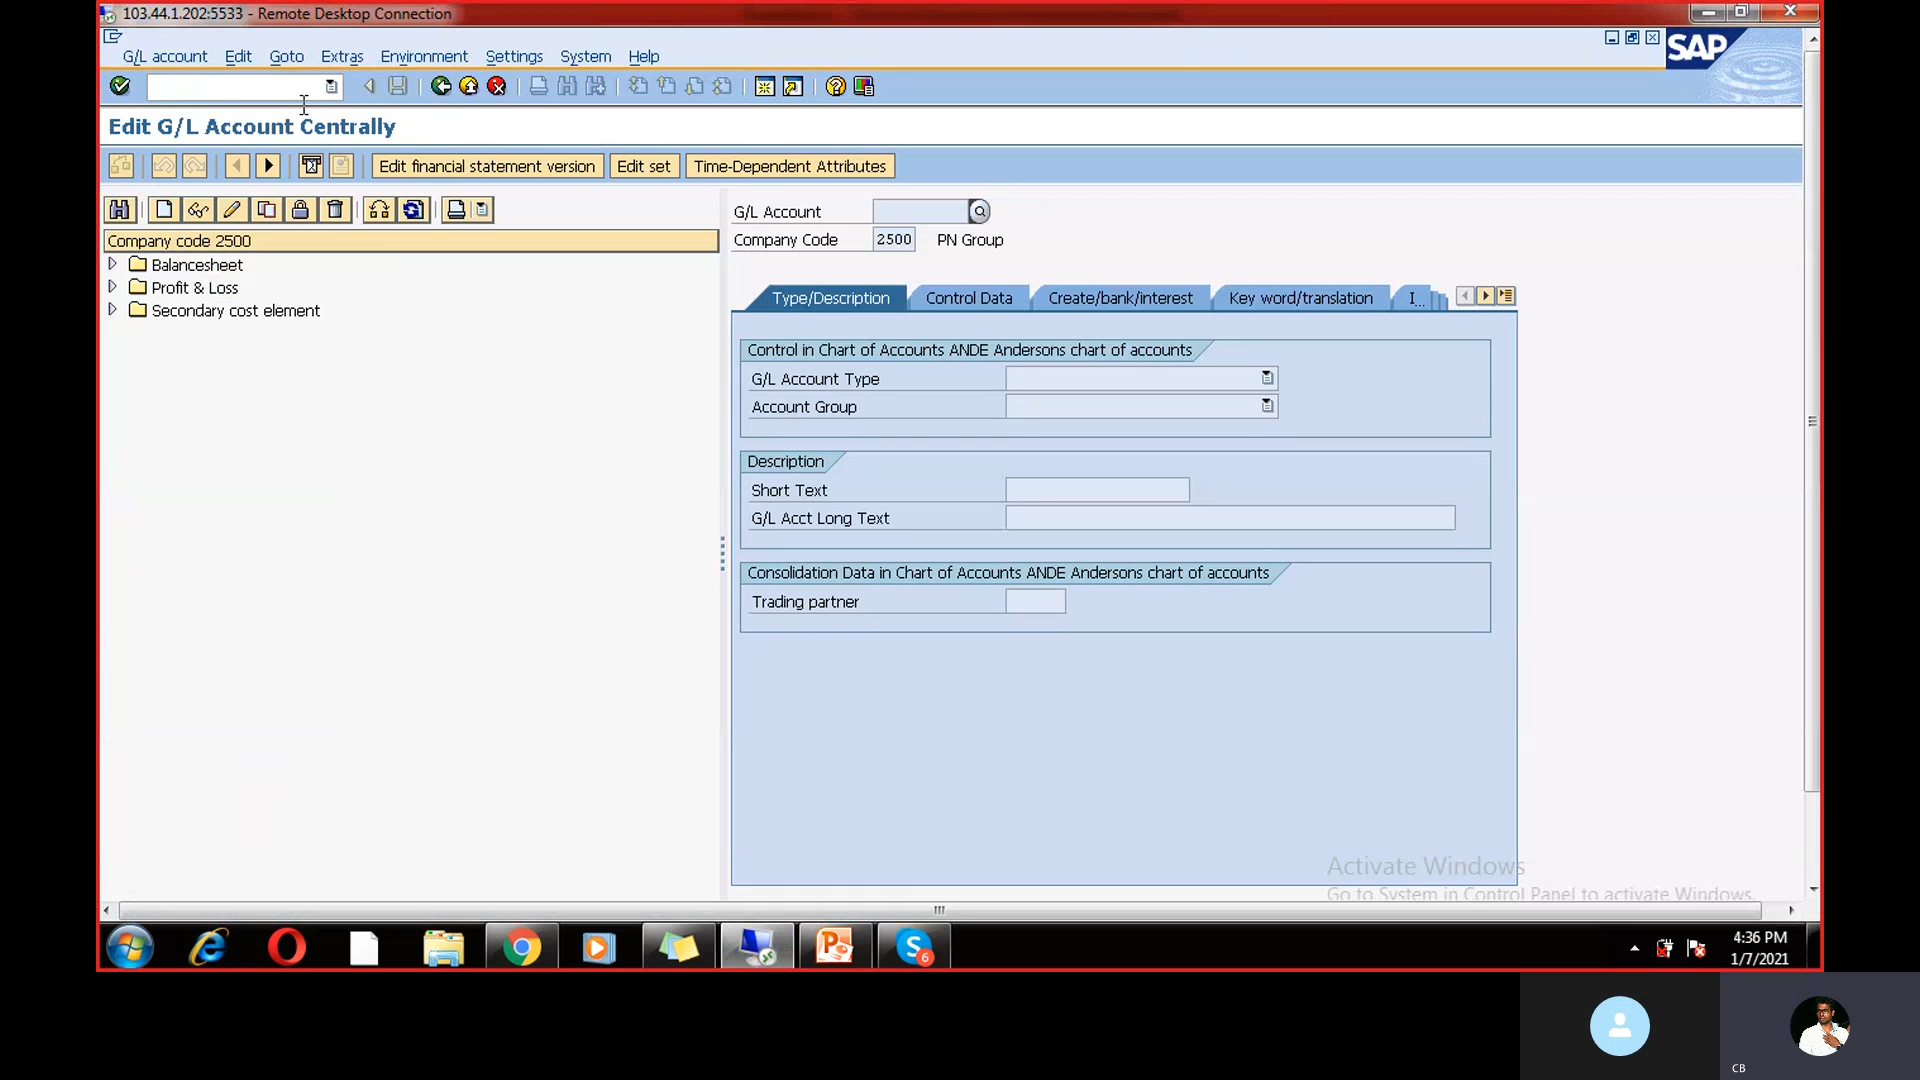 103.44.1.202:5533 - Remote Desktop Connection
G/L account Edit Goto Extras Environment Settings System Help
SAP
Edit G/L Account Centrally
Edit financial statement version Edit set Time-Dependent Attributes
Company code 2500
Balancesheet
Profit & Loss
Secondary cost element
G/L Account
Company Code 2500 PN Group
Type/Description Control Data Create/bank/interest Key word/translation I...
Control in Chart of Accounts ANDE Andersons chart of accounts
G/L Account Type
Account Group
Description
Short Text
G/L Acct Long Text
Consolidation Data in Chart of Accounts ANDE Andersons chart of accounts
Trading partner
Activate Windows
Go to System in Control Panel to activate Windows.
6
4:36 PM
1/7/2021
CB